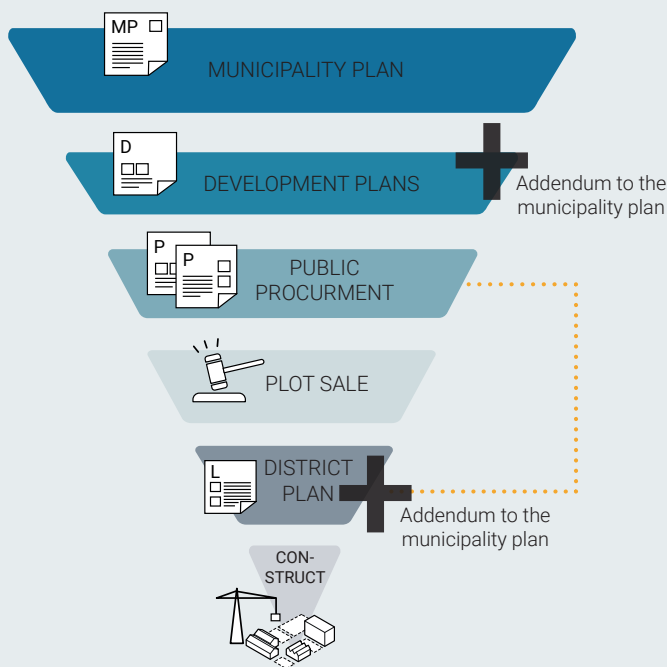 MP
MUNICIPALITY PLAN
D
DEVELOPMENT PLANS
Addendum to the
municipality plan
P
P
PUBLIC
PROCURMENT
PLOT SALE
L
DISTRICT
PLAN
Addendum to the
municipality plan
CON-
STRUCT